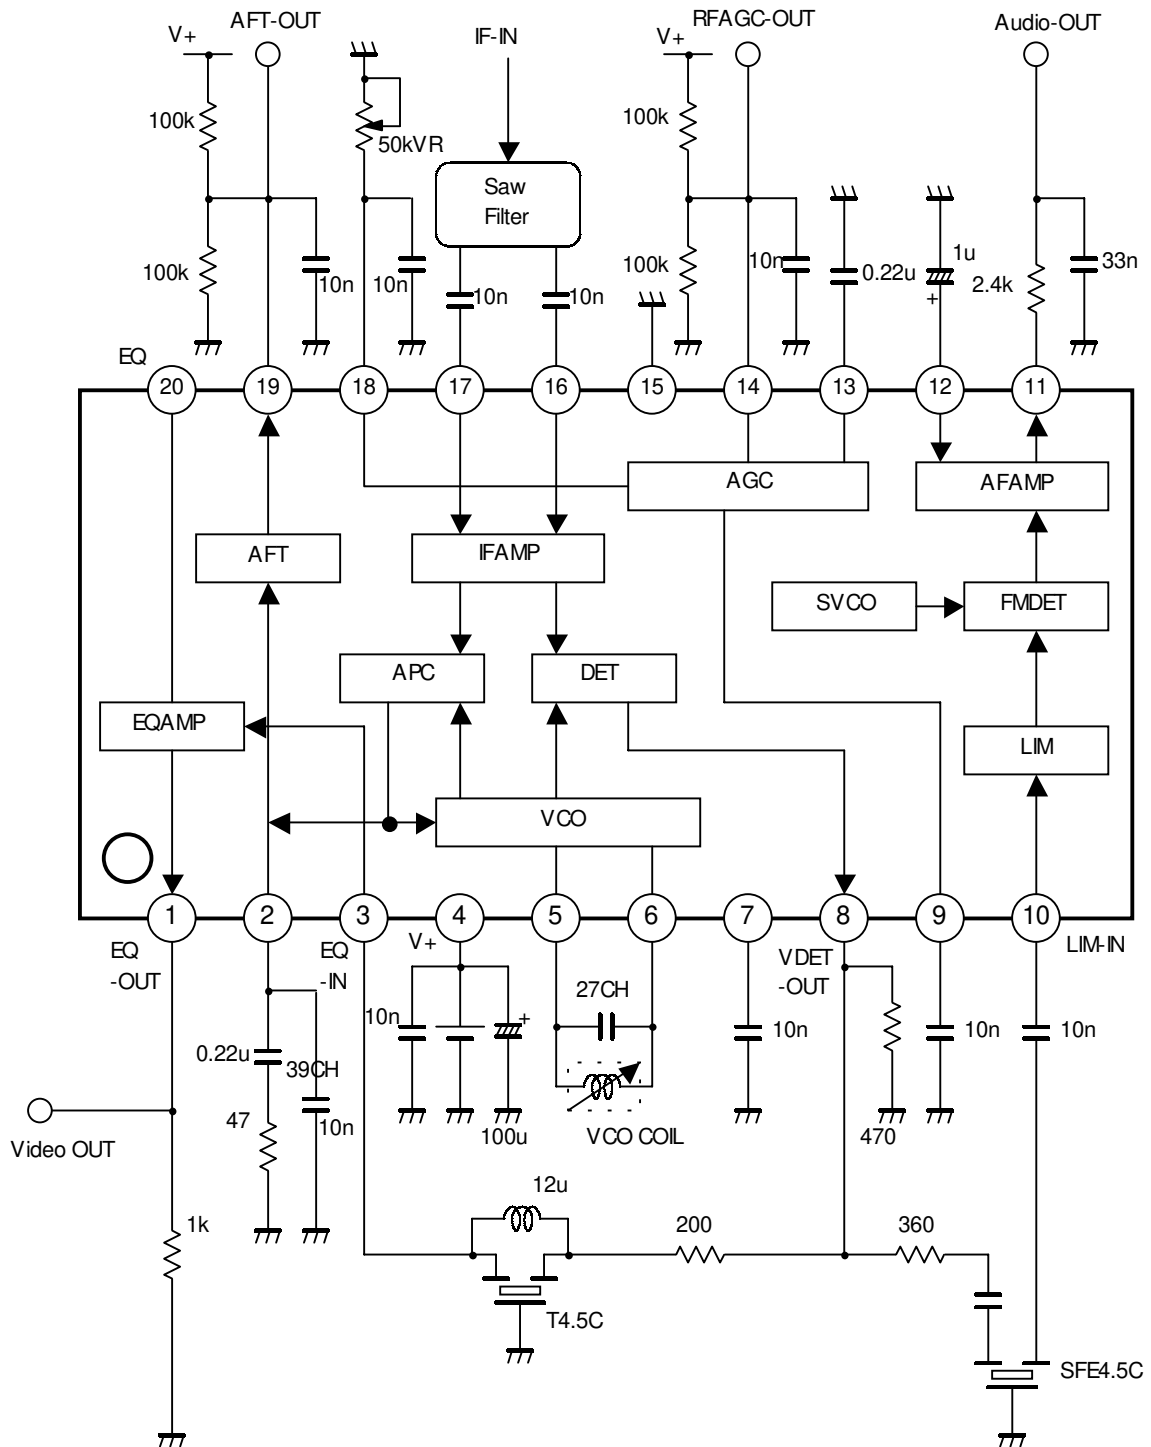 AFT-OUT
RFAGC-OUT
Audio-OUT
V+
IF-IN
V+
100k
50kVR
100k
Saw
Filter
100k
10n
10n
10n
10n
100k
10n
0.22u
1u
+
2.4k
33n
EQ
20
19
18
17
16
15
14
13
12
11
AGC
AFAMP
AFT
IFAMP
SVCO
FMDET
APC
DET
EQAMP
LIM
VCO
1
2
3
4
5
6
7
8
9
10
EQ
-OUT
EQ
-IN
V+
VDET
-OUT
LIM-IN
27CH
10n
+
10n
10n
10n
0.22u
39CH
47
10n
100u
VCO COIL
470
Video OUT
12u
1k
200
360
T4.5C
SFE4.5C